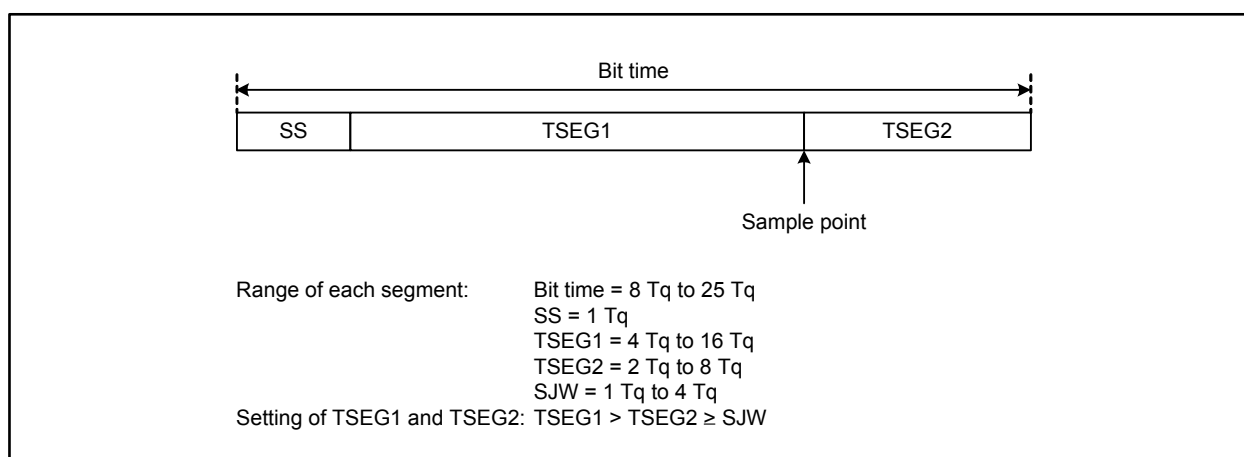 Bit time
SS TSEG1 TSEG2
Sample point
Range of each segment: Bit time = 8 Tq to 25 Tq
SS = 1 Tq
TSEG1 = 4 Tq to 16 Tq
TSEG2 = 2 Tq to 8 Tq
SJW = 1 Tq to 4 Tq
Setting of TSEG1 and TSEG2: TSEG1 > TSEG2 ≥ SJW